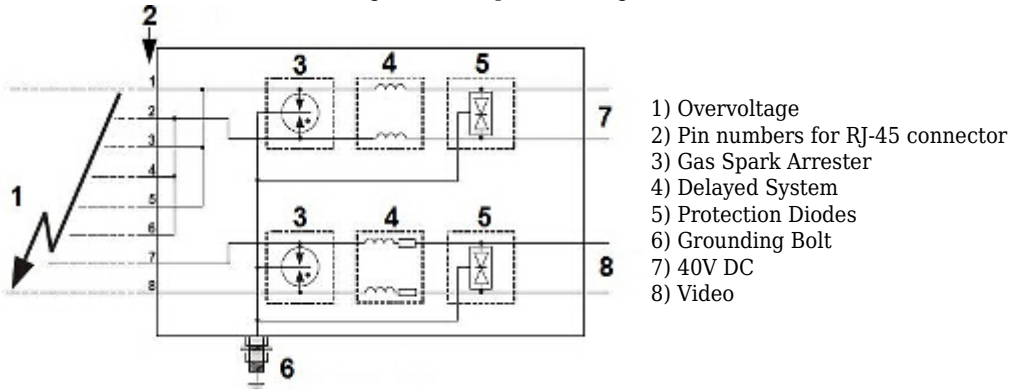 2
3
4
5
1
2
3
4
5
6
7
8
7
1
3
4
5
8
6
1) Overvoltage
2) Pin numbers for RJ-45 connector
3) Gas Spark Arrester
4) Delayed System
5) Protection Diodes
6) Grounding Bolt
7) 40V DC
8) Video